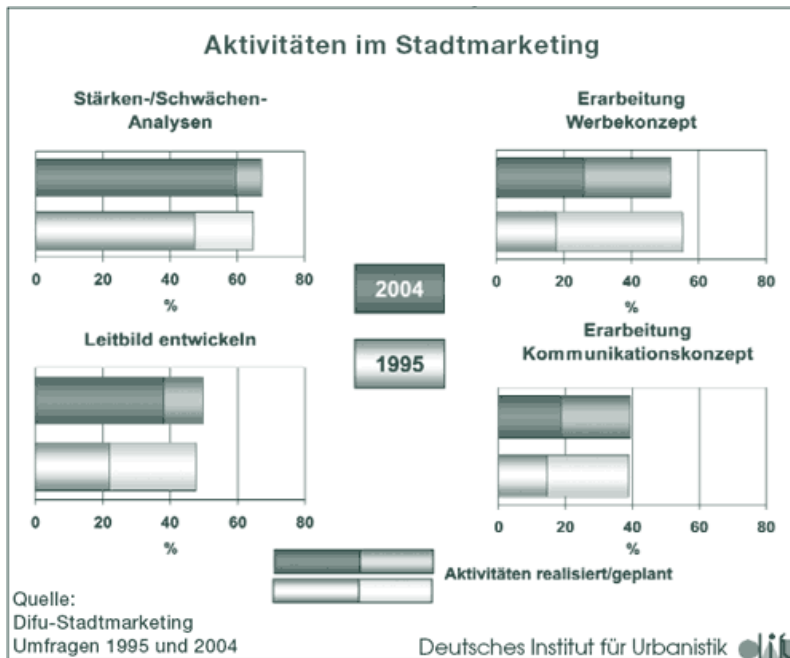 Aktivitäten im Stadtmarketing
Stärken-/Schwächen-
Analysen
0 20 40 60 80
%
Erarbeitung
Werbekonzept
0 20 40 60 80
%
2004
1995
Leitbild entwickeln
0 20 40 60 80
%
Erarbeitung
Kommunikationskonzept
0 20 40 60 80
%
Aktivitäten realisiert/geplant
Quelle:
Difu-Stadtmarketing
Umfragen 1995 und 2004
Deutsches Institut für Urbanistik difu